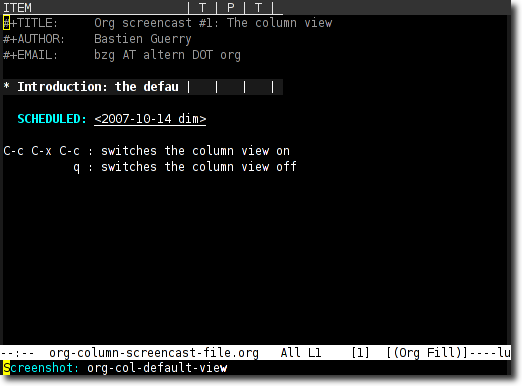 ITEM | T | P | T |
#+TITLE: Org screencast #1: The column view
#+AUTHOR: Bastien Guerry
#+EMAIL: bzg AT altern DOT org
* Introduction: the defau | | | |
SCHEDULED: <2007-10-14 dim>
C-c C-x C-c : switches the column view on
q : switches the column view off
--:-- org-column-screencast-file.org All L1 [1] [(Org Fill)]----lu
Screenshot: org-col-default-view